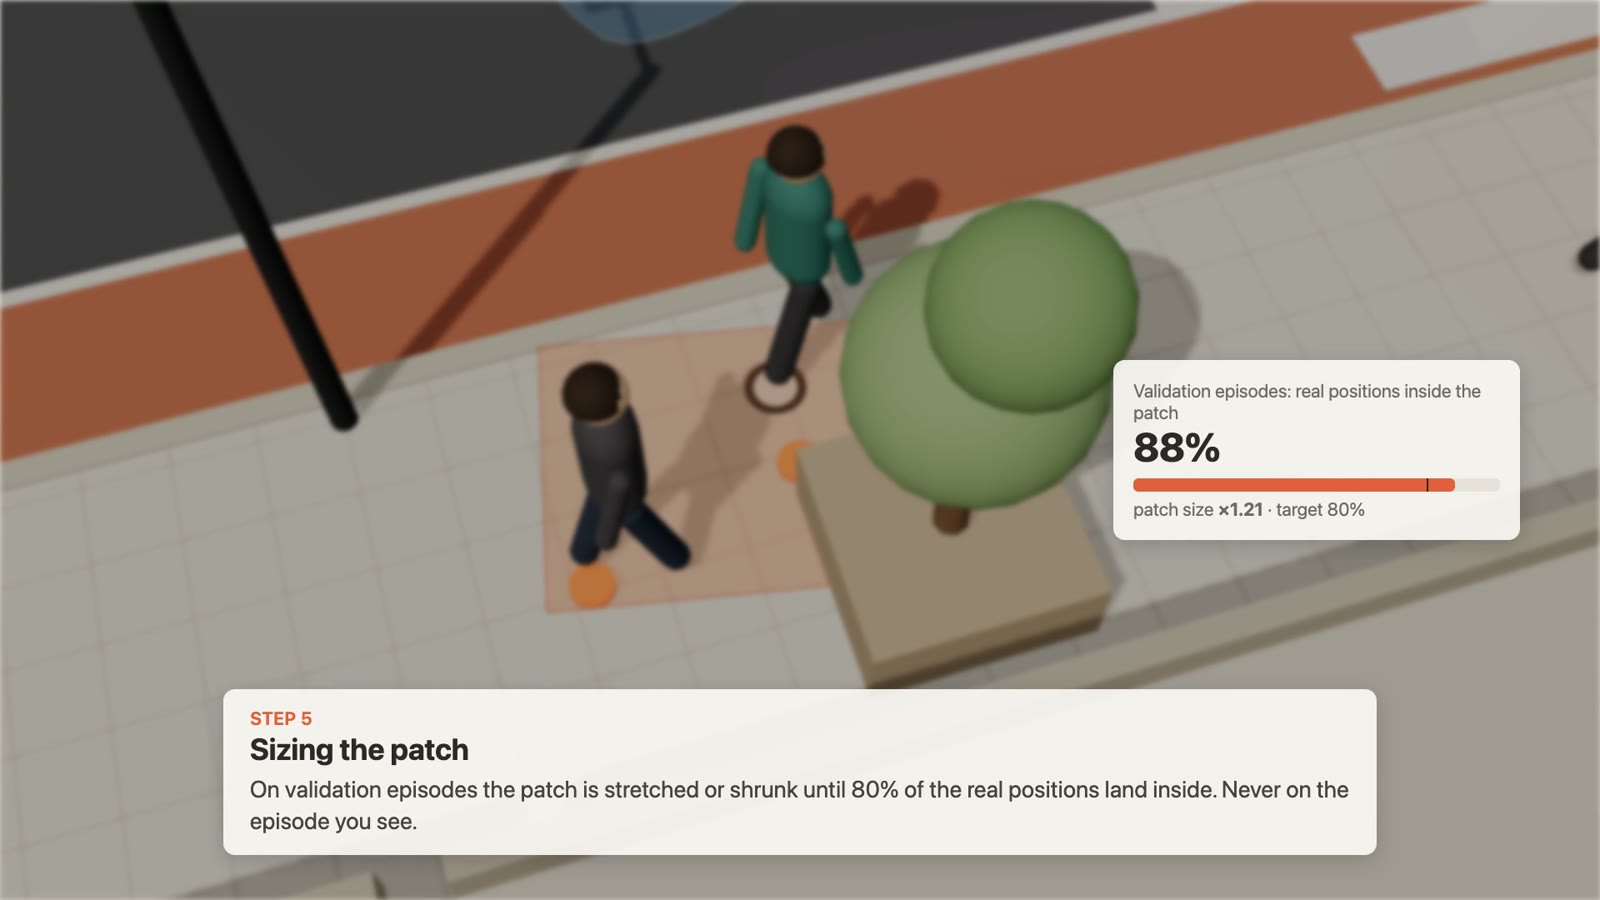 Validation episodes: real positions inside the
patch
88%
patch size ×1.21 · target 80%
STEP 5
Sizing the patch
On validation episodes the patch is stretched or shrunk until 80% of the real positions land inside. Never on the
episode you see.